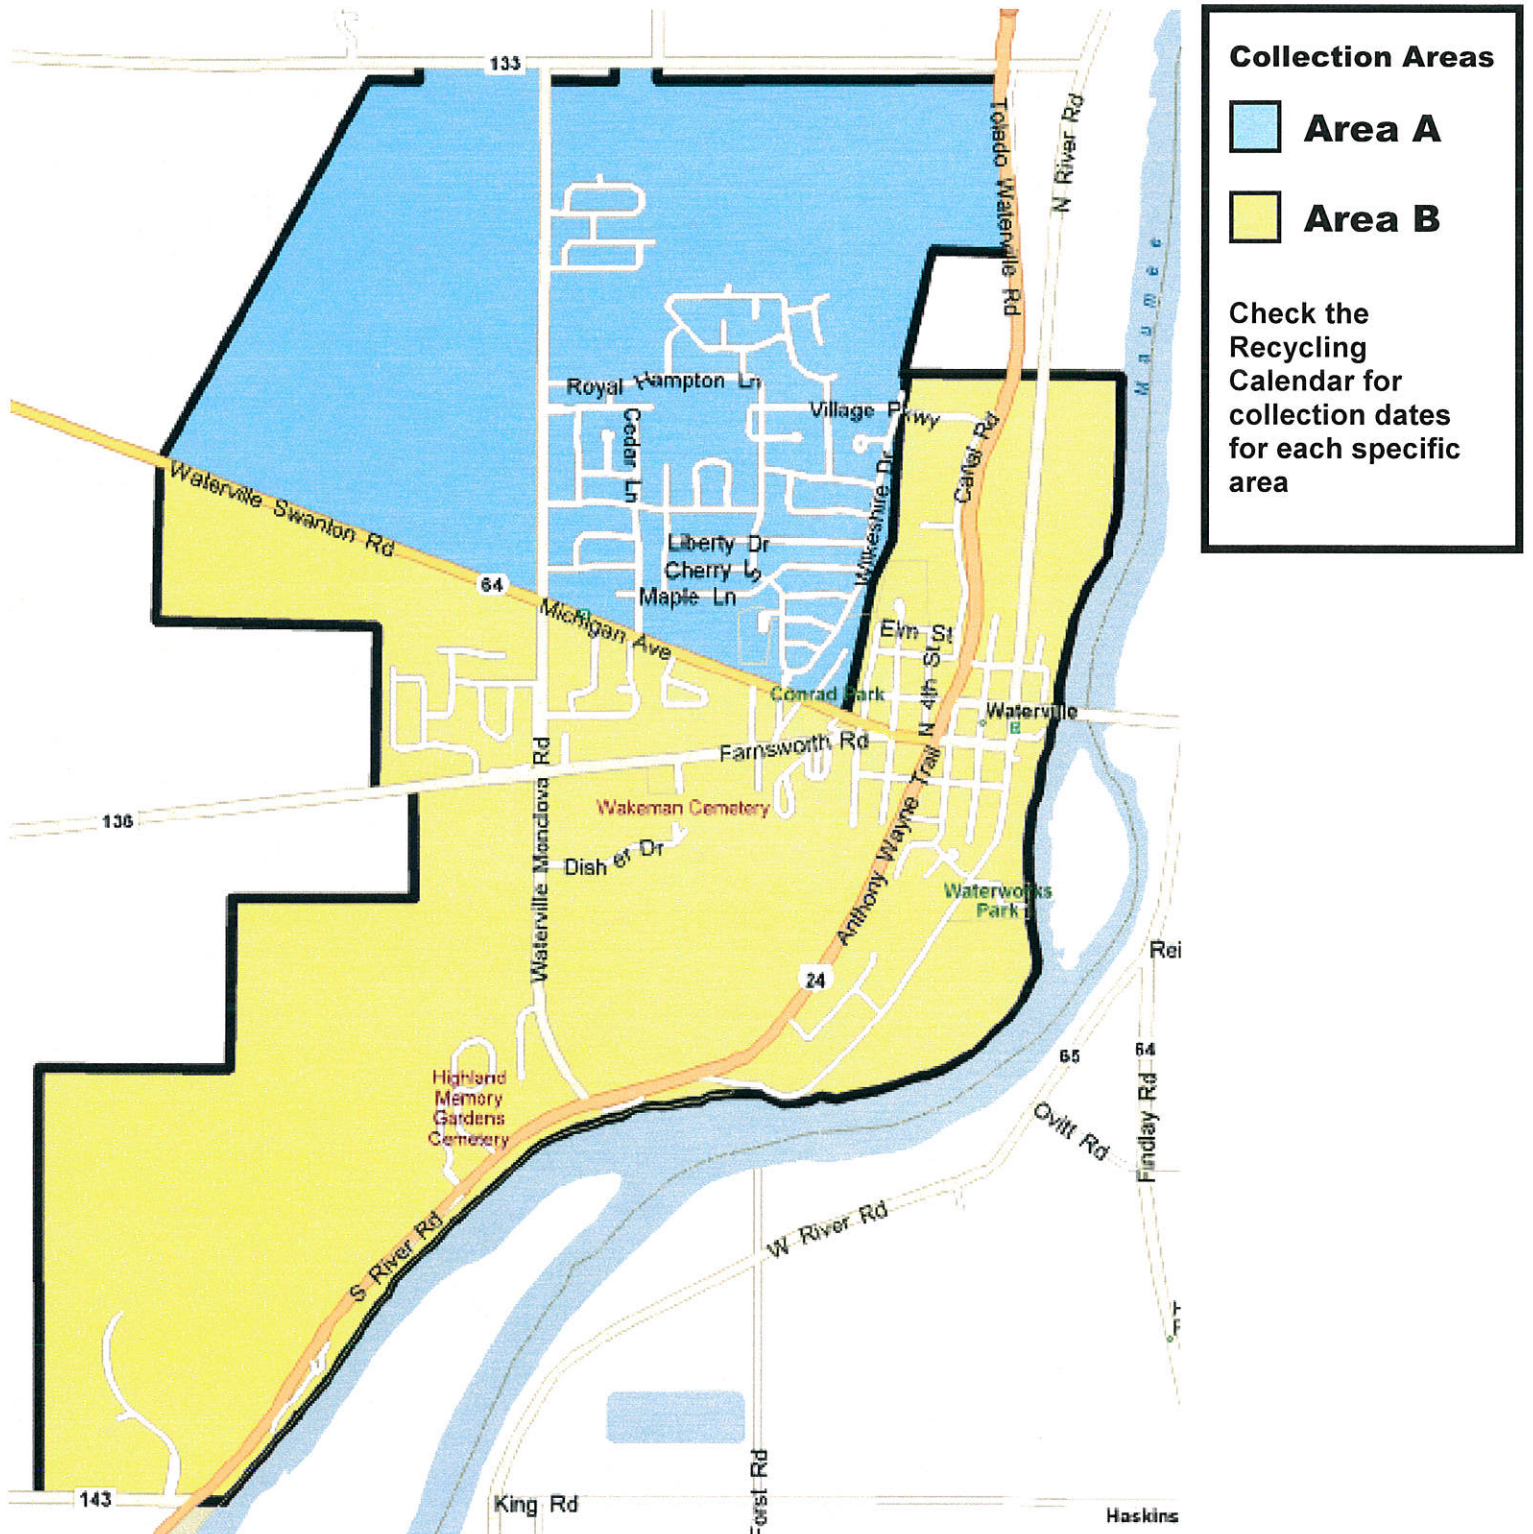 Collection Areas
Area A
Area B
Check the
Recycling
Calendar for
collection dates
for each specific
area
133
Toledo Waterville Rd
N River Rd
Maumee
Royal Hampton Ln
Cedar Ln
Village Pkwy
Canal Rd
Wilkeshire Dr
Waterville Swanton Rd
64
Liberty Dr
Cherry Ls
Maple Ln
Michigan Ave
Elm St
N 4th St
Conrad Park
Waterville
Farnsworth Rd
136
Wakeman Cemetery
Waterville Monclova Rd
Disher Dr
Anthony Wayne Trail
Waterworks
Park
24
Rei
65
64
Highland
Memory
Gardens
Cemetery
Ovitt Rd
Findlay Rd
S River Rd
W River Rd
143
King Rd
Forst Rd
Haskins